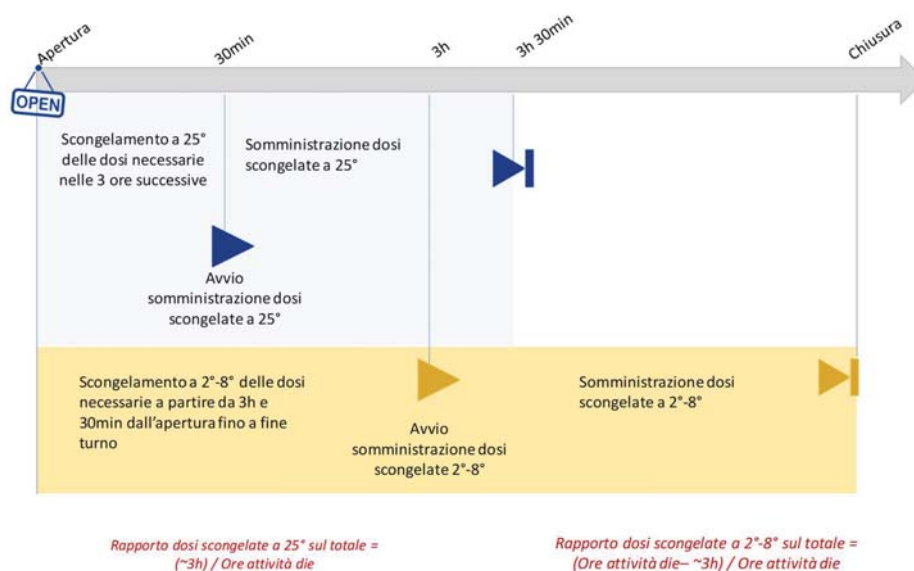 Apertura
30min
3h
3h 30min
Chiusura
OPEN
Scongelamento a 25°
delle dosi necessarie
nelle 3 ore successive
Somministrazione dosi
scongelate a 25°
Avvio
somministrazione dosi
scongelate a 25°
Scongelamento a 2°-8° delle dosi
necessarie a partire da 3h e
30min dall'apertura fino a fine
turno
Avvio
somministrazione dosi
scongelate 2°-8°
Somministrazione dosi
scongelate a 2°-8°
Rapporto dosi scongelate a 25° sul totale =
(~3h) / Ore attività die
Rapporto dosi scongelate a 2°-8° sul totale =
(Ore attività die– ~3h) / Ore attività die